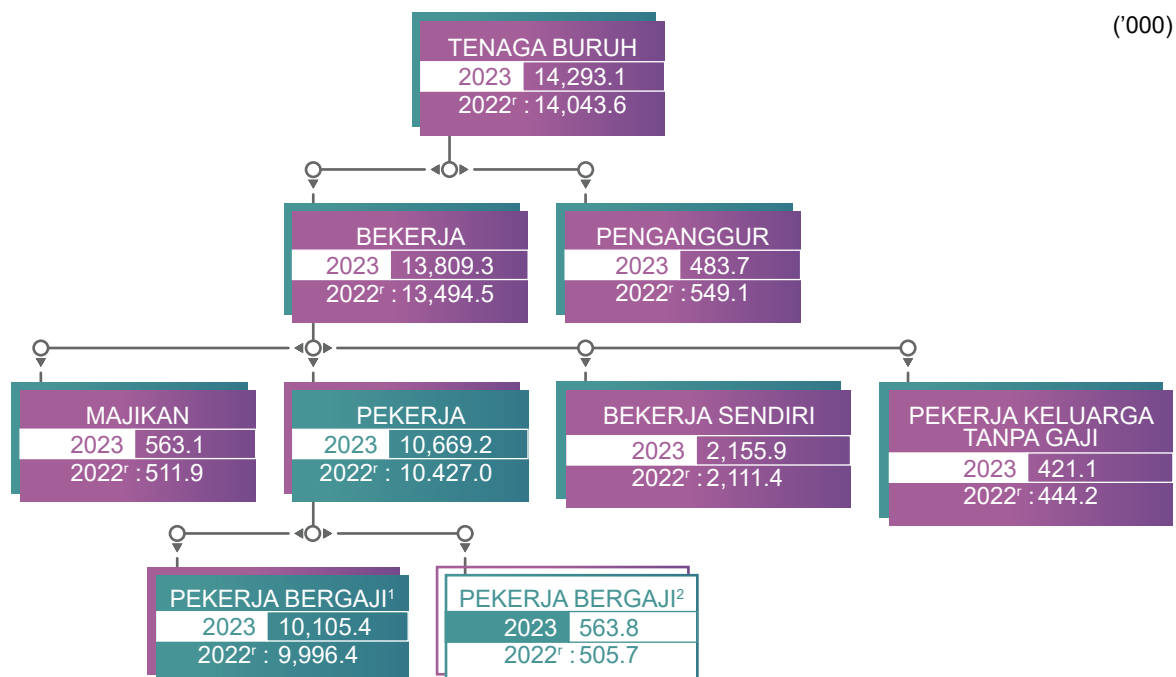 ('000)
TENAGA BURUH
2023 14,293.1
2022ʳ : 14,043.6
BEKERJA
2023 13,809.3
2022ʳ : 13,494.5
PENGANGGUR
2023 483.7
2022ʳ : 549.1
MAJIKAN
2023 563.1
2022ʳ : 511.9
PEKERJA
2023 10,669.2
2022ʳ : 10.427.0
BEKERJA SENDIRI
2023 2,155.9
2022ʳ : 2,111.4
PEKERJA KELUARGA
TANPA GAJI
2023 421.1
2022ʳ : 444.2
PEKERJA BERGAJI¹
2023 10,105.4
2022ʳ : 9,996.4
PEKERJA BERGAJI²
2023 563.8
2022ʳ : 505.7